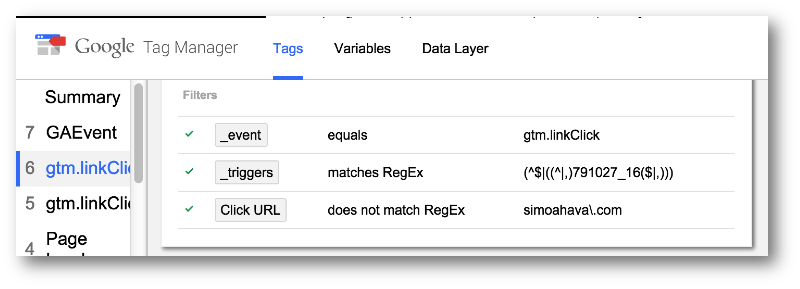 Google Tag Manager
Tags
Variables
Data Layer
Summary
7 GAEvent
6 gtm.linkClic
5 gtm.linkClic
4 Page
Filters
_event equals gtm.linkClick
_triggers matches RegEx (^$|((^|,)791027_16($|,)))
Click URL does not match RegEx simoahava\.com